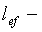 l_ef –